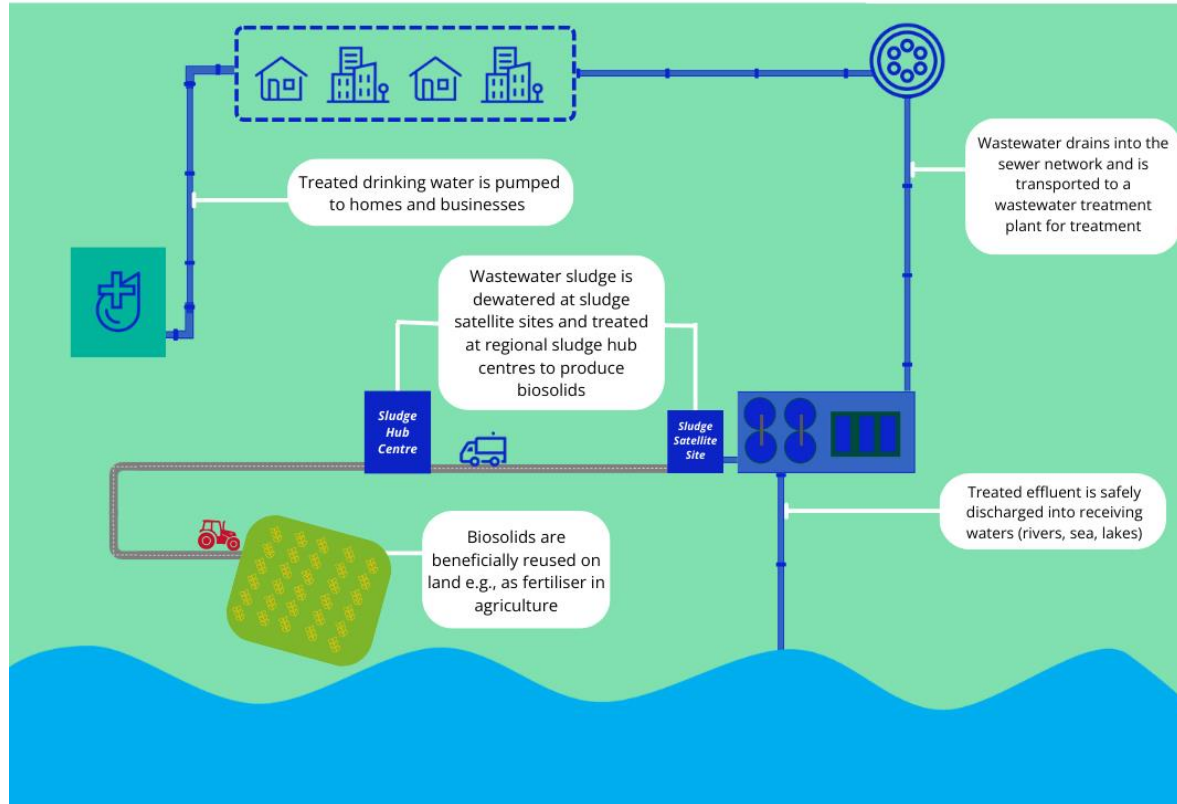 Treated drinking water is pumped
to homes and businesses
Wastewater drains into the
sewer network and is
transported to a
wastewater treatment
plant for treatment
Wastewater sludge is
dewatered at sludge
satellite sites and treated
at regional sludge hub
centres to produce
biosolids
Sludge
Hub
Centre
Sludge
Satellite
Site
Treated effluent is safely
discharged into receiving
waters (rivers, sea, lakes)
Biosolids are
beneficially reused on
land e.g., as fertiliser in
agriculture